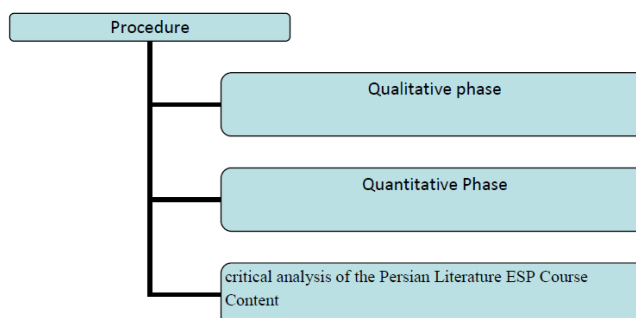 Procedure
Qualitative phase
Quantitative Phase
critical analysis of the Persian Literature ESP Course
Content